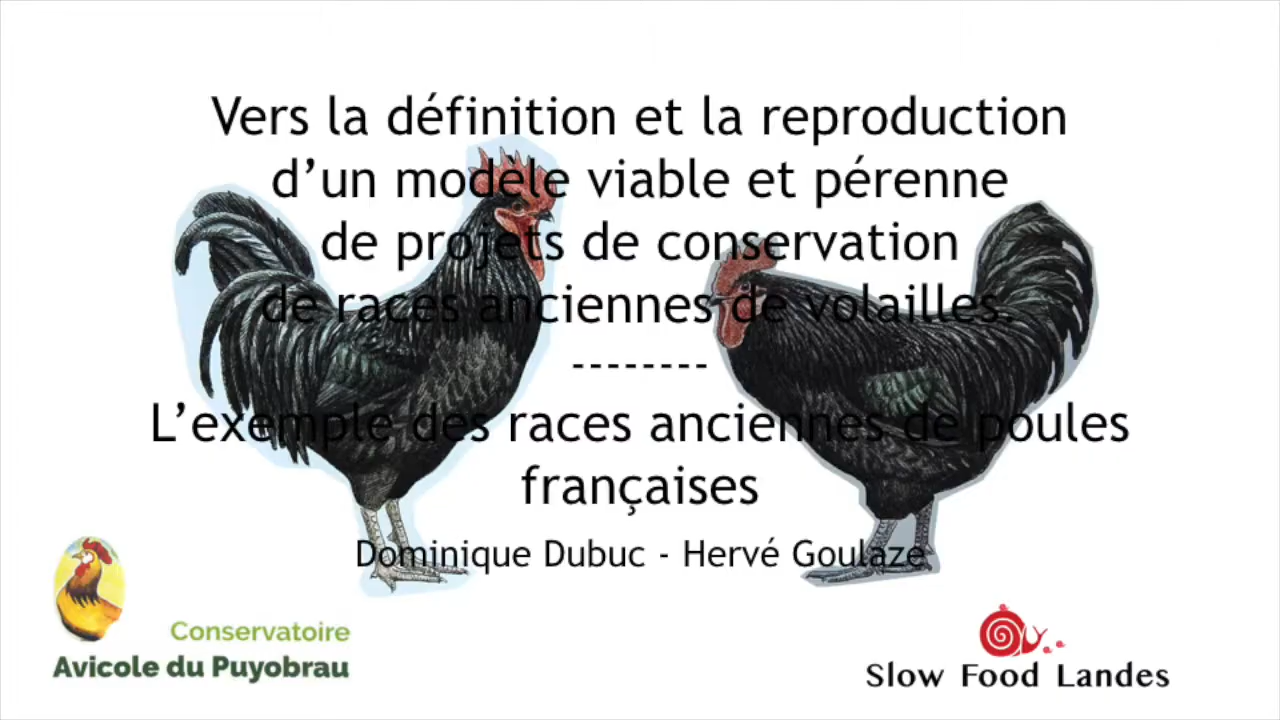 Vers la définition et la reproduction
d’un modèle viable et pérenne
de projets de conservation
de races anciennes de volailles.
--------
L’exemple des races anciennes de poules
françaises
Dominique Dubuc - Hervé Goulaze
Conservatoire
Avicole du Puyobrau
Slow Food Landes